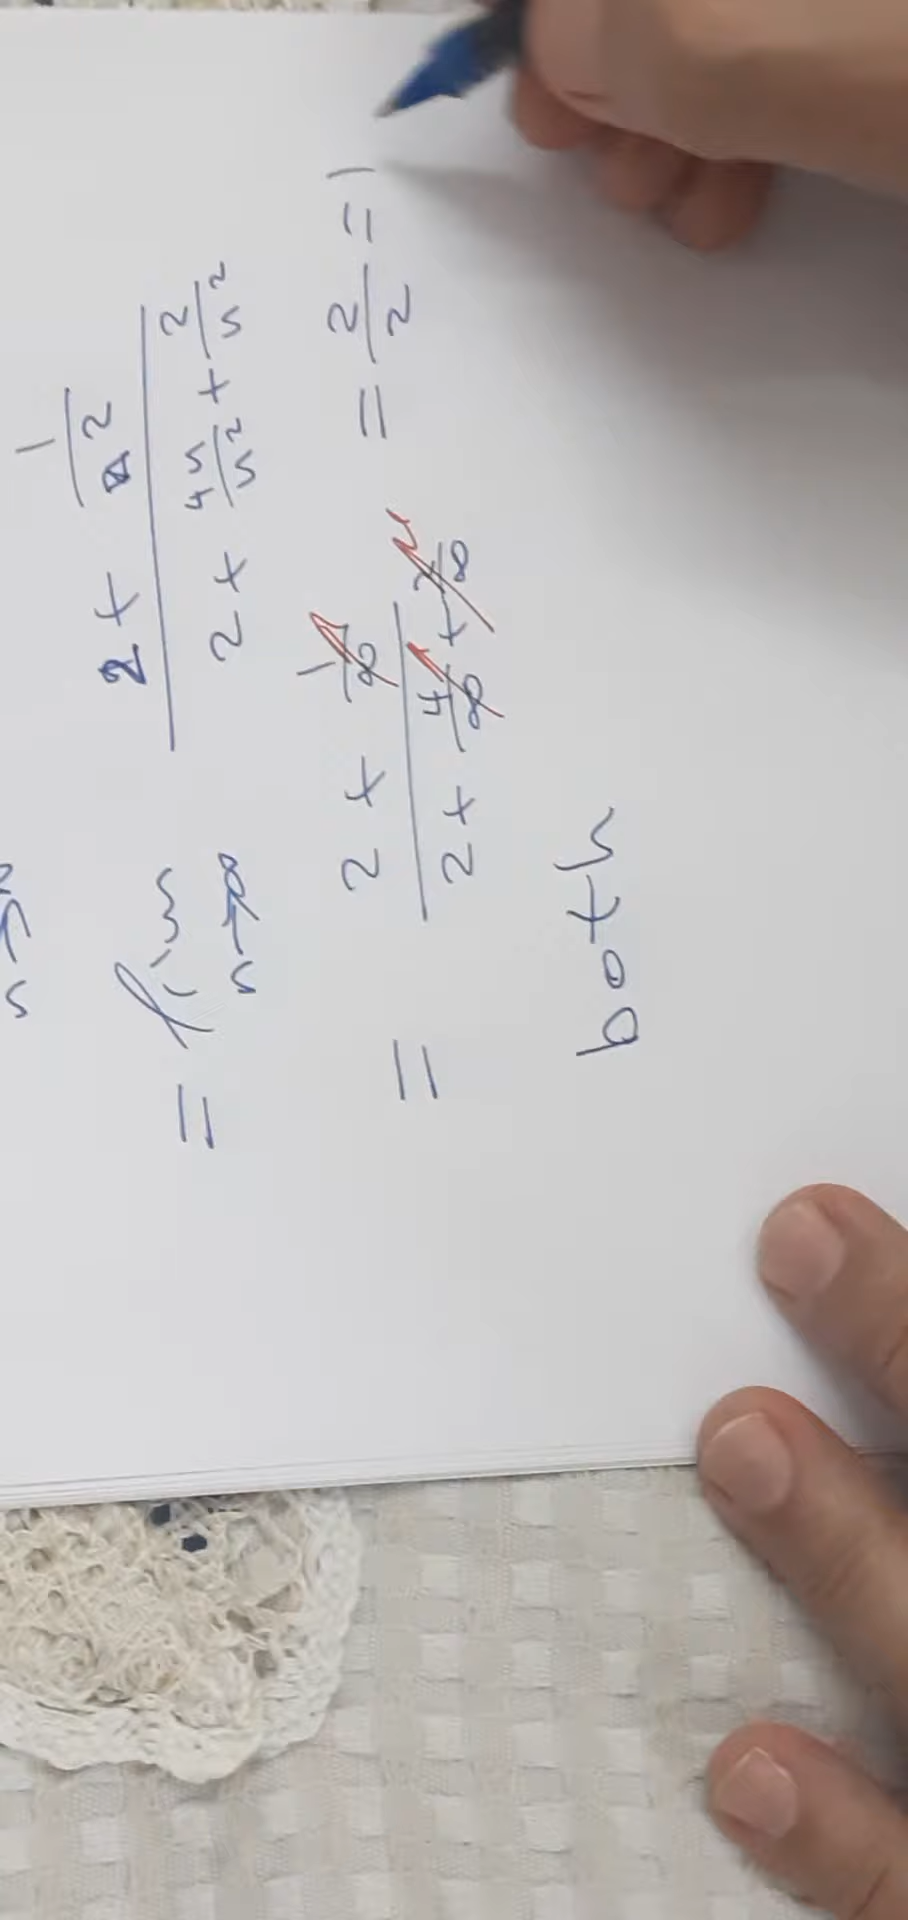 = lim n→∞ (2 + 1/n²) / (2 + 4n/n² + 2/n²)
= (2 + 1/∞) / (2 + 4/∞ + 2/∞) = 2/2 = 1
both